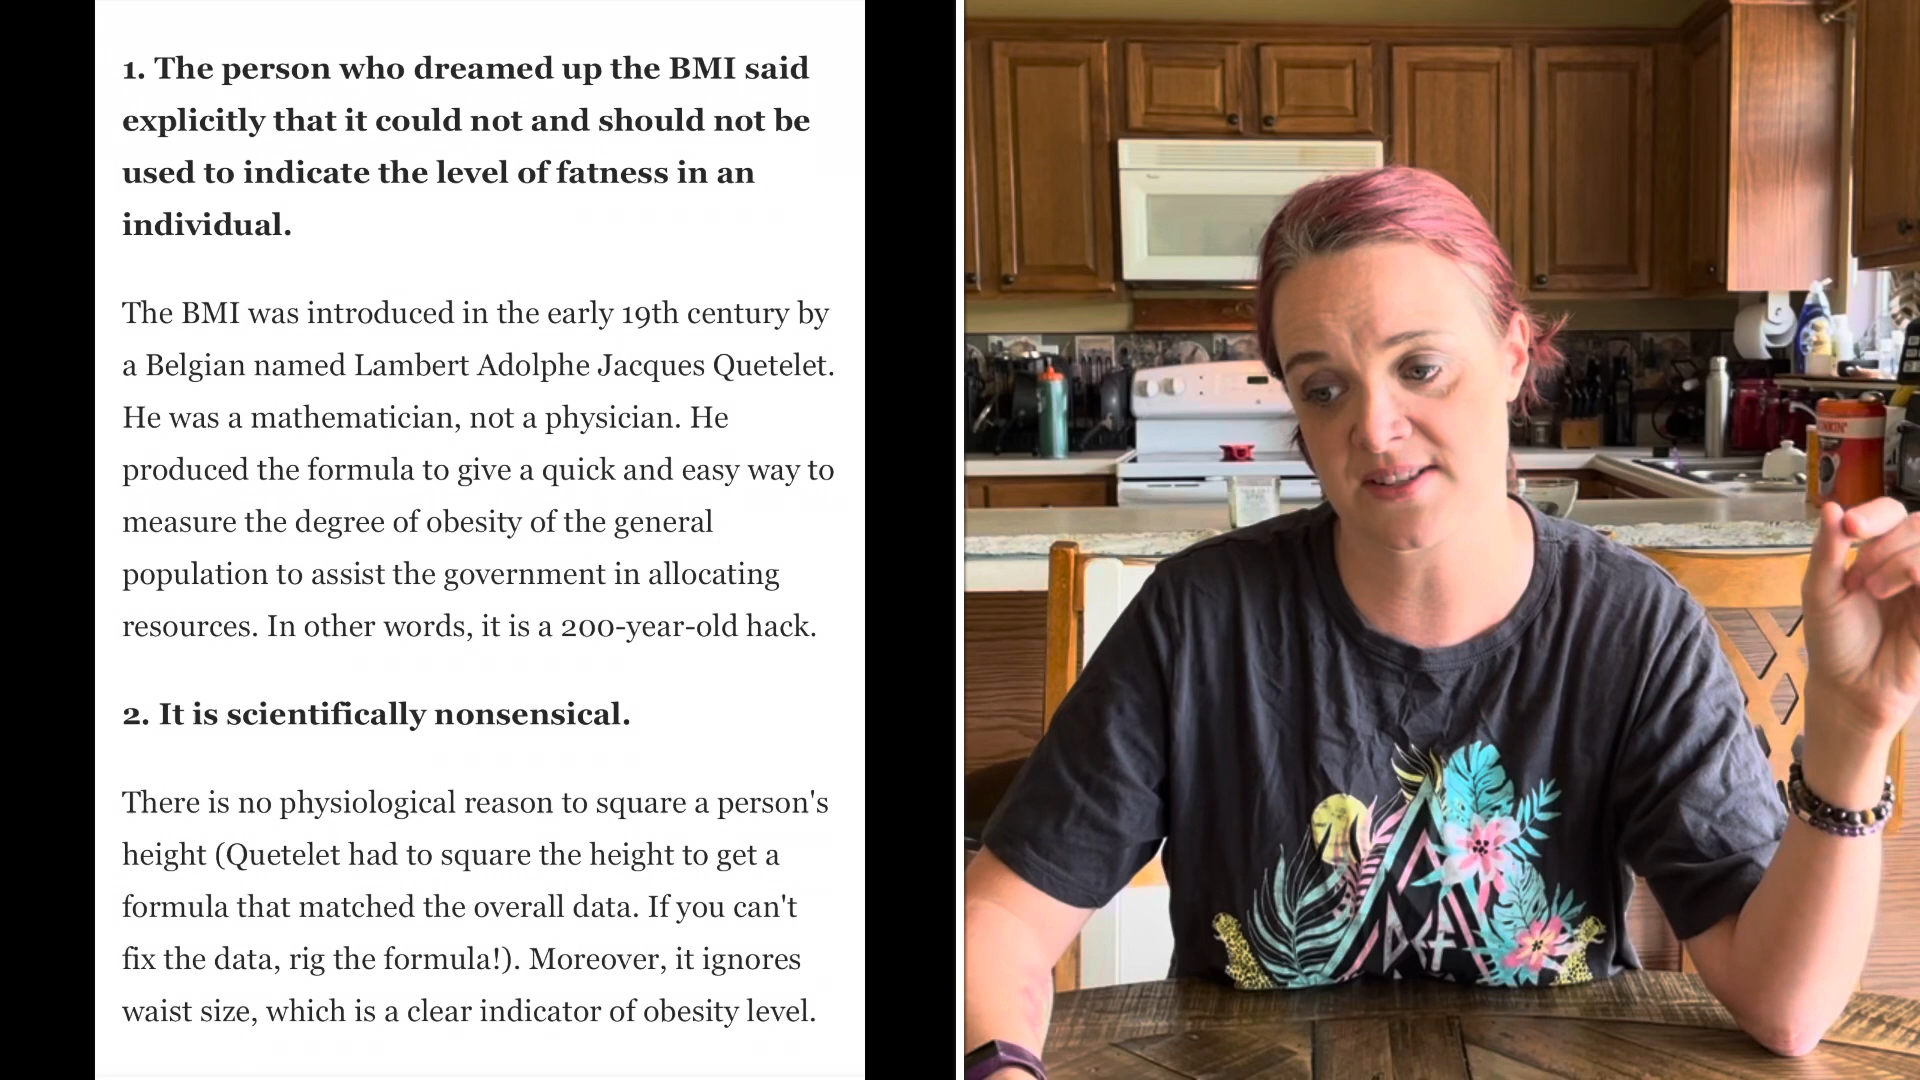 1. The person who dreamed up the BMI said
explicitly that it could not and should not be
used to indicate the level of fatness in an
individual.
The BMI was introduced in the early 19th century by
a Belgian named Lambert Adolphe Jacques Quetelet.
He was a mathematician, not a physician. He
produced the formula to give a quick and easy way to
measure the degree of obesity of the general
population to assist the government in allocating
resources. In other words, it is a 200-year-old hack.
2. It is scientifically nonsensical.
There is no physiological reason to square a person's
height (Quetelet had to square the height to get a
formula that matched the overall data. If you can't
fix the data, rig the formula!). Moreover, it ignores
waist size, which is a clear indicator of obesity level.